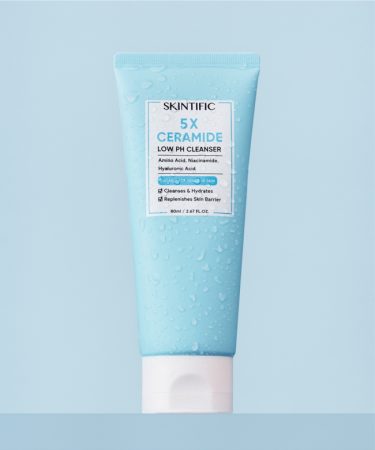 SKINTIFIC
5X
CERAMIDE
LOW PH CLEANSER
Amino Acid, Niacinamide,
Hyaluronic Acid
Cleanses & Hydrates
Replenishes Skin Barrier
80ml / 2.67 fl.oz.